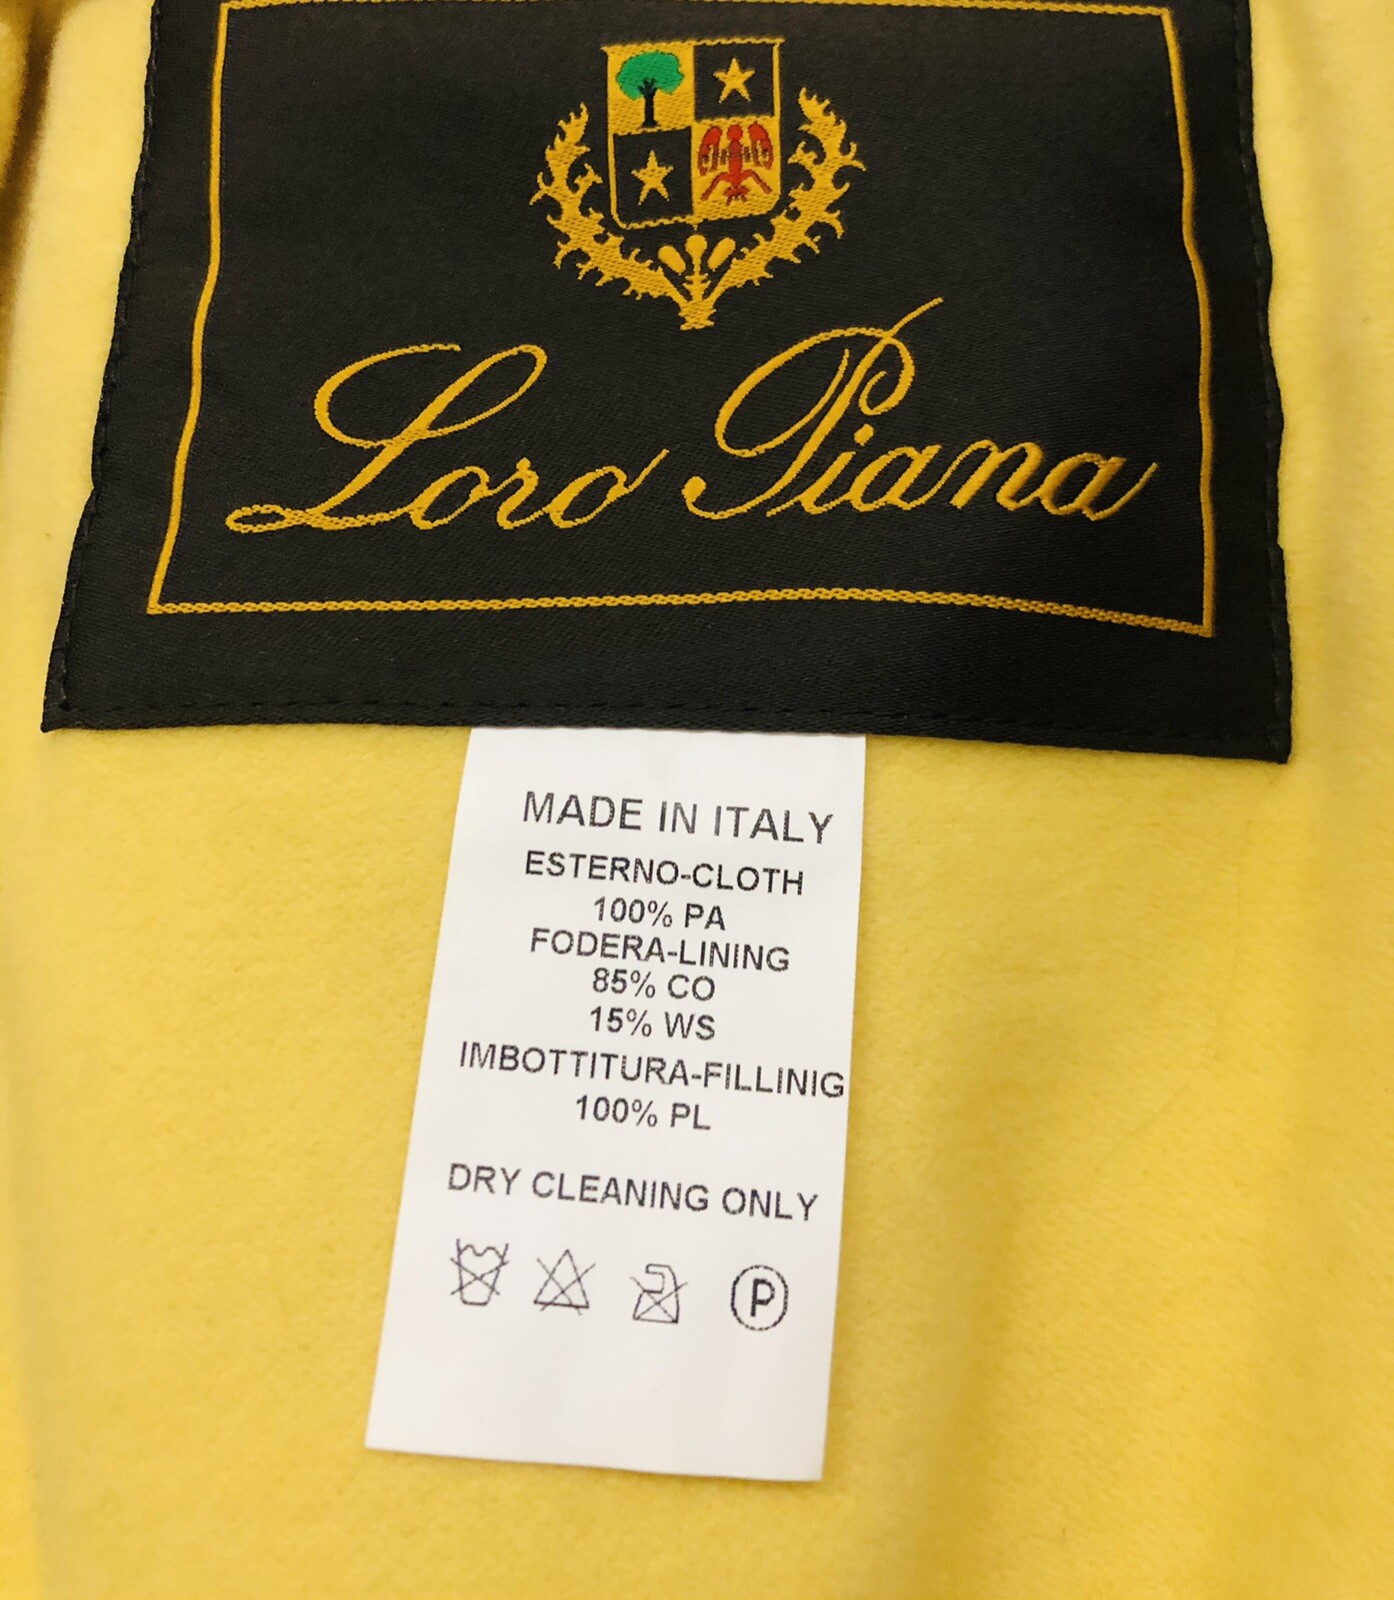 Loro Piana
MADE IN ITALY
ESTERNO-CLOTH
100% PA
FODERA-LINING
85% CO
15% WS
IMBOTTITURA-FILLINIG
100% PL
DRY CLEANING ONLY
P